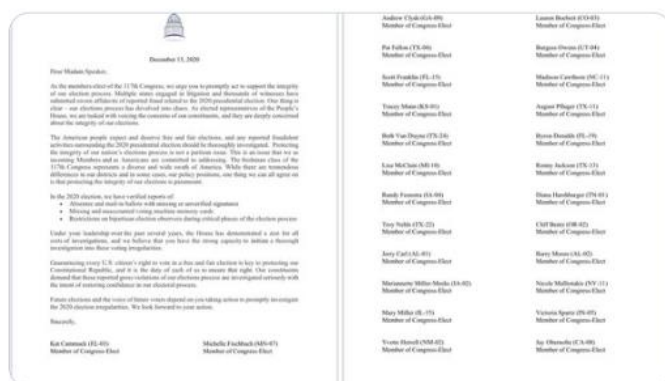 December 13, 2020
Dear Madam Speaker,
As the members-elect of the 117th Congress, we urge you to promptly act to support the integrity
of our election process. Multiple states engaged in litigation and thousands of witnesses have
submitted sworn affidavits of reported fraud related to the 2020 presidential election. One thing is
clear – our elections process has devolved into chaos. As elected representatives of the People's
House, we are tasked with voicing the concerns of our constituents, and they are deeply concerned
about the integrity of our elections.
The American people expect and deserve free and fair elections, and any reported fraudulent
activities surrounding the 2020 presidential election should be thoroughly investigated. Protecting
the integrity of our nation's elections process is not a partisan issue. This is an issue that we as
incoming Members and as Americans are committed to addressing. The freshmen class of the
117th Congress represents a diverse and wide swath of America. While there are tremendous
differences in our districts and in some cases, our policy positions, one thing we can all agree on
is that protecting the integrity of our elections is paramount.
In the 2020 election, we have verified reports of:
• Absentee and mail-in ballots with missing or unverified signatures
• Missing and unaccounted voting machine memory cards
• Restrictions on bipartisan election observers during critical phases of the election process
Under your leadership over the past several years, the House has demonstrated a zeal for all
sorts of investigations, and we believe that you have the strong capacity to initiate a thorough
investigation into these voting irregularities.
Guaranteeing every U.S. citizen's right to vote in a free and fair election is key to protecting our
Constitutional Republic, and it is the duty of each of us to ensure that right. Our constituents
demand that these reported gross violations of our elections process are investigated seriously with
the intent of restoring confidence in our electoral process.
Future elections and the voice of future voters depend on you taking action to promptly investigate
the 2020 election irregularities. We look forward to your action.
Sincerely,
Kat Cammack (FL-03) Michelle Fischbach (MN-07)
Member of Congress-Elect Member of Congress-Elect
Andrew Clyde (GA-09) Lauren Boebert (CO-03)
Member of Congress-Elect Member of Congress-Elect
Pat Fallon (TX-04) Burgess Owens (UT-04)
Member of Congress-Elect Member of Congress-Elect
Scott Franklin (FL-15) Madison Cawthorn (NC-11)
Member of Congress-Elect Member of Congress-Elect
Tracey Mann (KS-01) August Pfluger (TX-11)
Member of Congress-Elect Member of Congress-Elect
Beth Van Duyne (TX-24) Byron Donalds (FL-19)
Member of Congress-Elect Member of Congress-Elect
Lisa McClain (MI-10) Ronny Jackson (TX-13)
Member of Congress-Elect Member of Congress-Elect
Randy Feenstra (IA-04) Diana Harshbarger (TN-01)
Member of Congress-Elect Member of Congress-Elect
Troy Nehls (TX-22) Cliff Bentz (OR-02)
Member of Congress-Elect Member of Congress-Elect
Jerry Carl (AL-01) Barry Moore (AL-02)
Member of Congress-Elect Member of Congress-Elect
Mariannette Miller-Meeks (IA-02) Nicole Malliotakis (NY-11)
Member of Congress-Elect Member of Congress-Elect
Mary Miller (IL-15) Victoria Spartz (IN-05)
Member of Congress-Elect Member of Congress-Elect
Yvette Herrell (NM-02) Jay Obernolte (CA-08)
Member of Congress-Elect Member of Congress-Elect